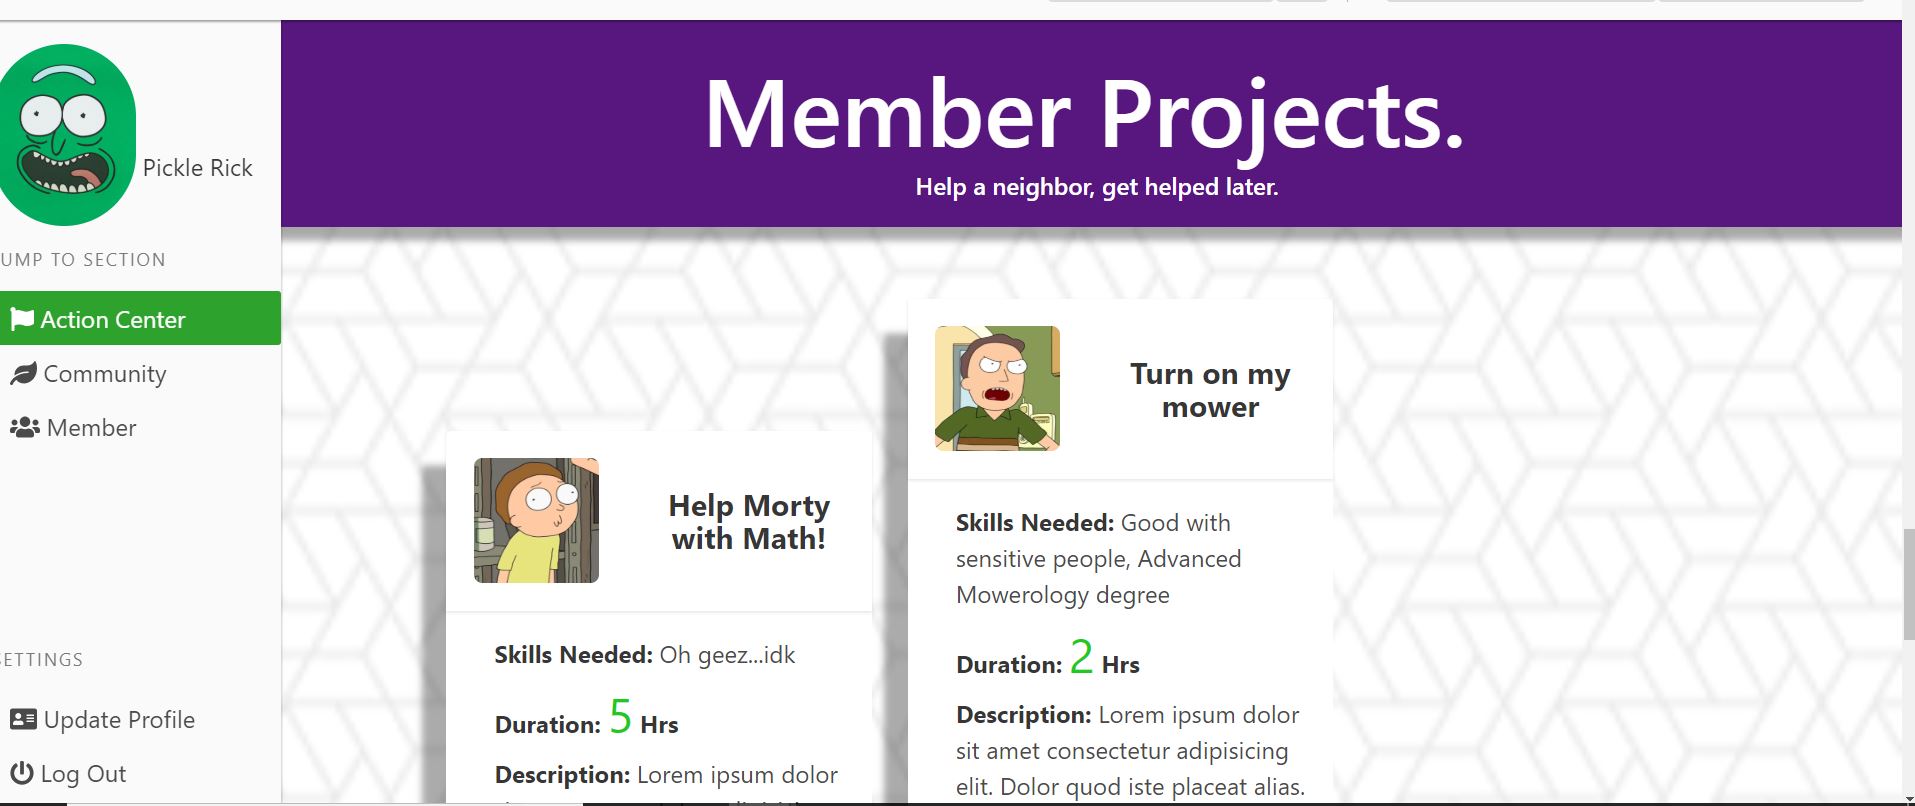 Pickle Rick
UMP TO SECTION
Action Center
Community
Member
ETTINGS
Update Profile
Log Out
Member Projects.
Help a neighbor, get helped later.
Help Morty
with Math!
Skills Needed: Oh geez...idk
Duration: 5 Hrs
Description: Lorem ipsum dolor
Turn on my
mower
Skills Needed: Good with
sensitive people, Advanced
Mowerology degree
Duration: 2 Hrs
Description: Lorem ipsum dolor
sit amet consectetur adipisicing
elit. Dolor quod iste placeat alias.